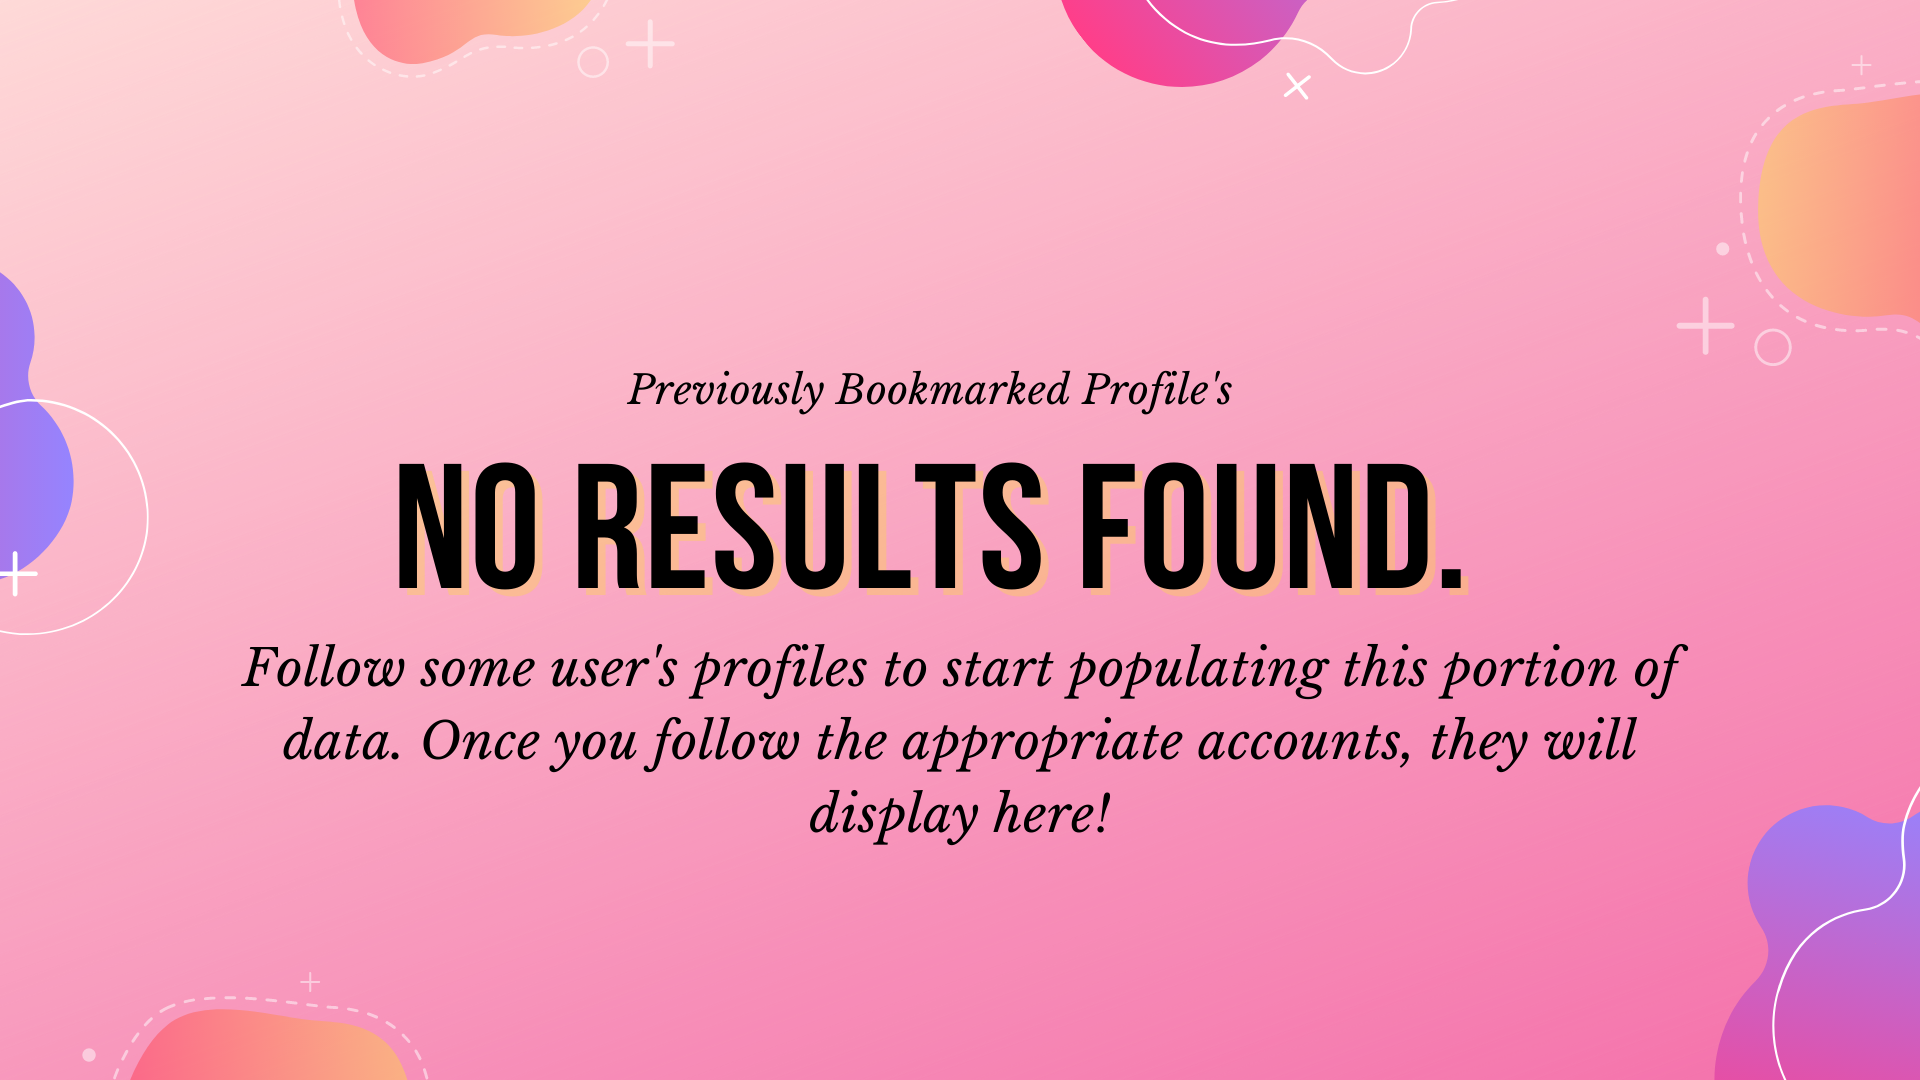 Previously Bookmarked Profile's
NO RESULTS FOUND.
Follow some user's profiles to start populating this portion of
data. Once you follow the appropriate accounts, they will
display here!